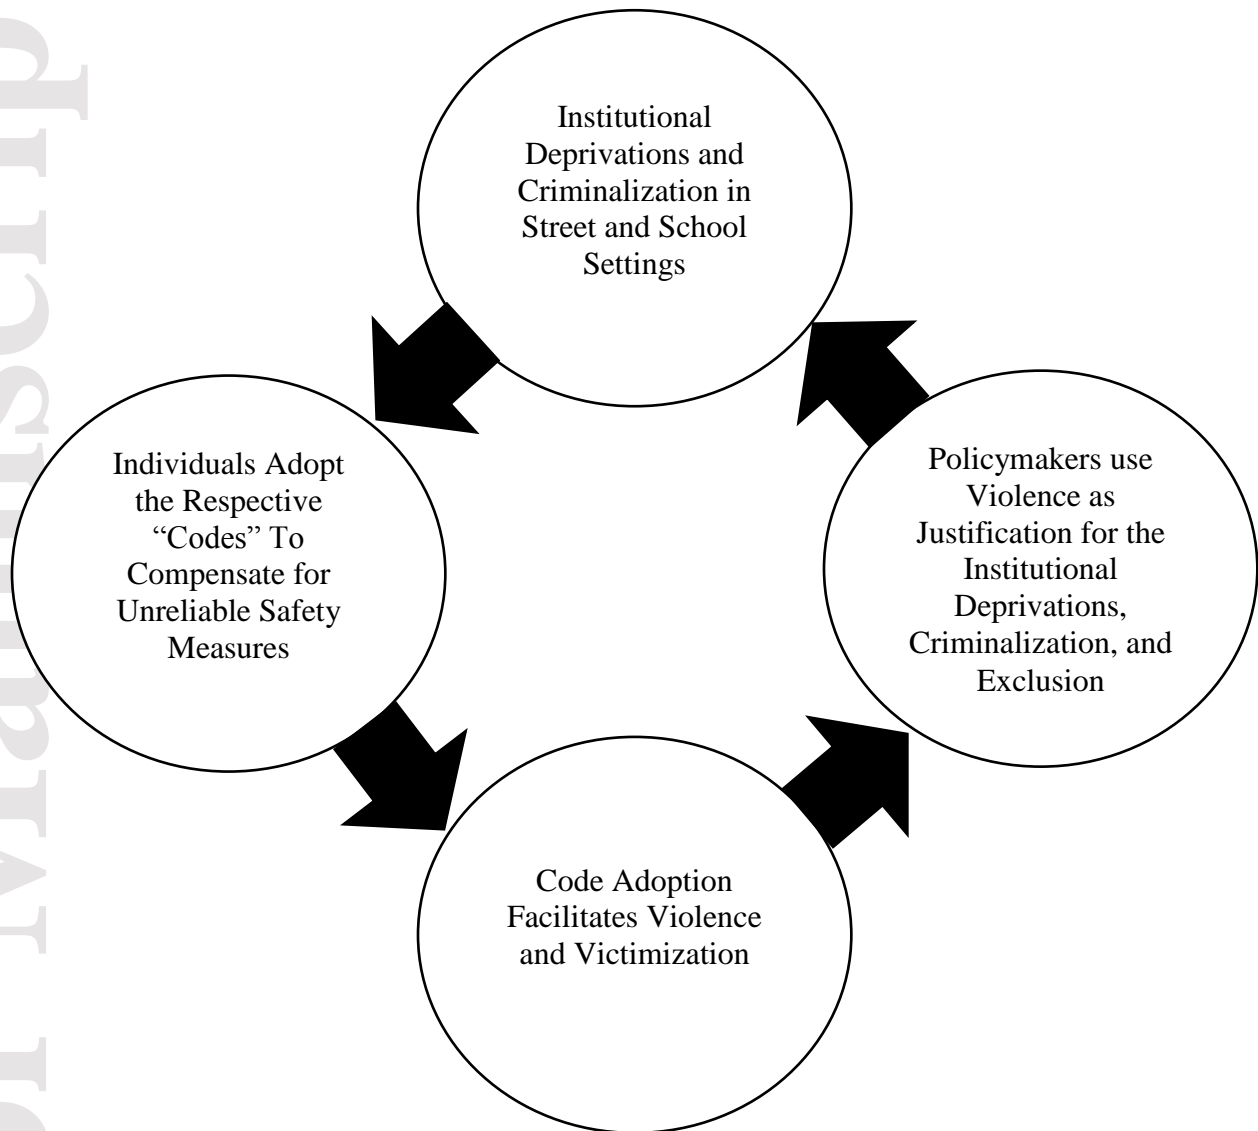 Institutional
Deprivations and
Criminalization in
Street and School
Settings
Individuals Adopt
the Respective
“Codes” To
Compensate for
Unreliable Safety
Measures
Policymakers use
Violence as
Justification for the
Institutional
Deprivations,
Criminalization, and
Exclusion
Code Adoption
Facilitates Violence
and Victimization